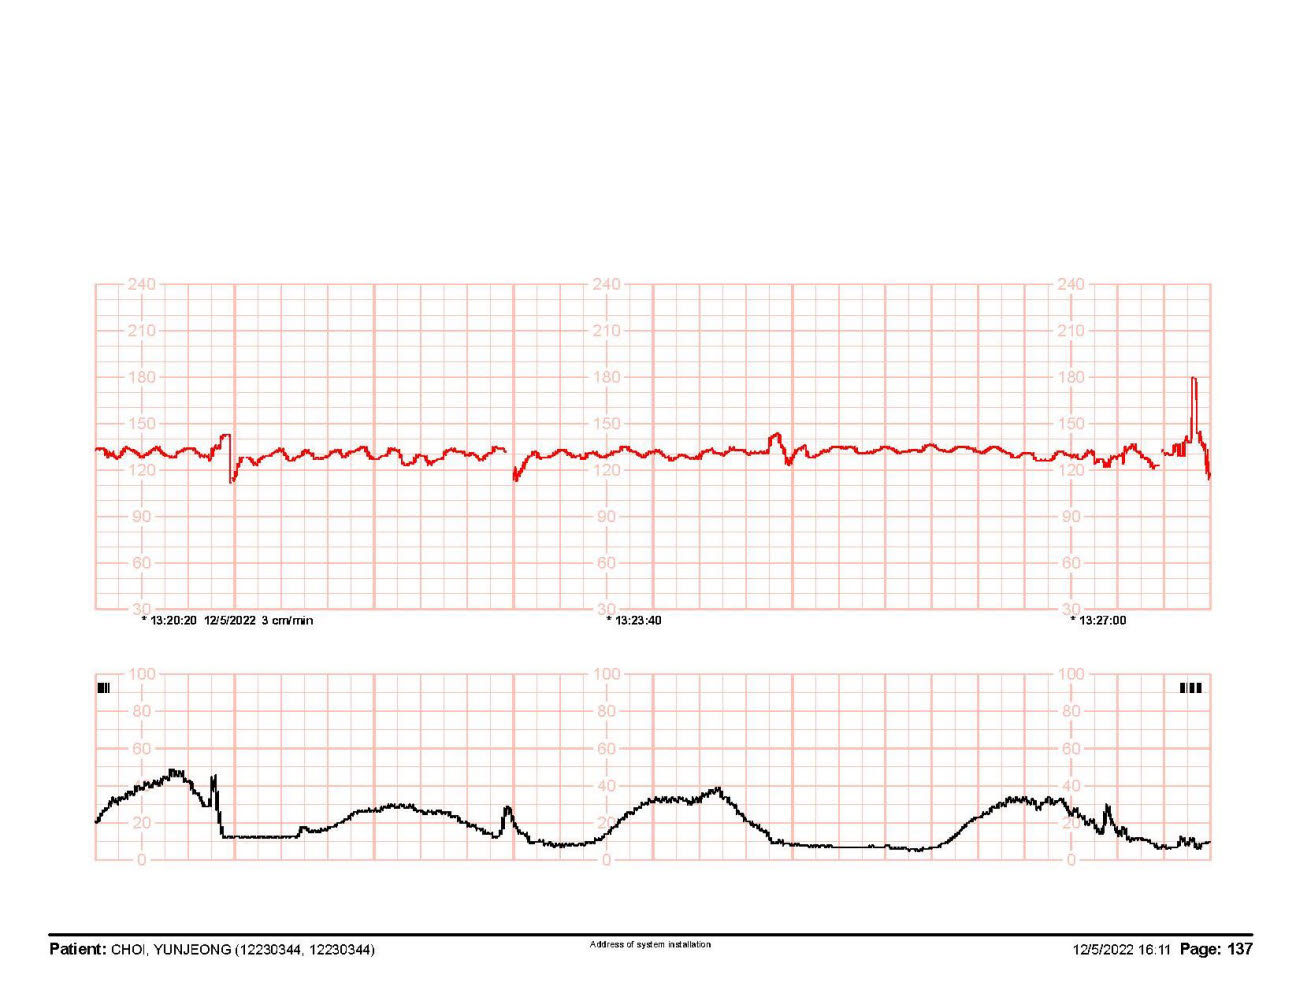 240 240 240
210 210 210
180 180 180
150 150 150
120 120 120
90 90 90
60 60 60
30 30 30
* 13:20:20 12/5/2022 3 cm/min * 13:23:40 * 13:27:00
100 100 100
80 80 80
60 60 60
40 40 40
20 20 20
0 0 0
Patient: CHOI, YUNJEONG (12230344, 12230344) Address of system installation 12/5/2022 16:11 Page: 137